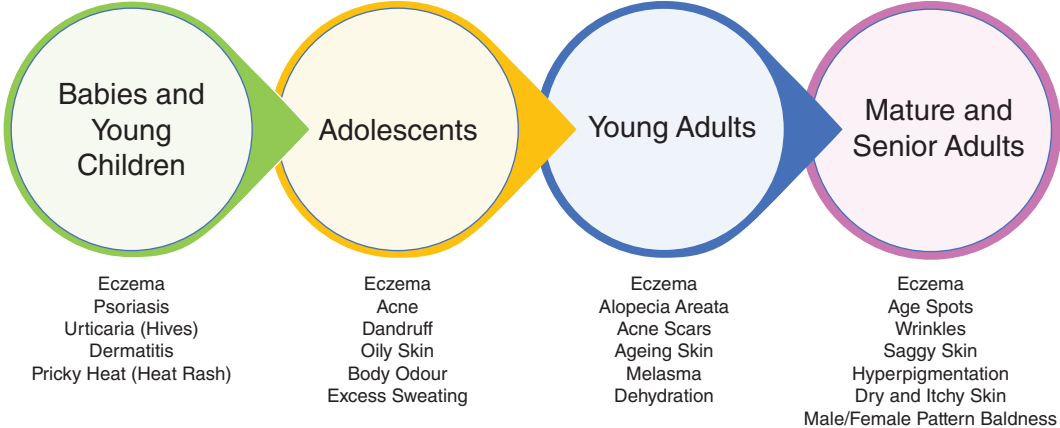 Babies and
Young
Children
Adolescents
Young Adults
Mature and
Senior Adults
Eczema
Psoriasis
Urticaria (Hives)
Dermatitis
Pricky Heat (Heat Rash)
Eczema
Acne
Dandruff
Oily Skin
Body Odour
Excess Sweating
Eczema
Alopecia Areata
Acne Scars
Ageing Skin
Melasma
Dehydration
Eczema
Age Spots
Wrinkles
Saggy Skin
Hyperpigmentation
Dry and Itchy Skin
Male/Female Pattern Baldness